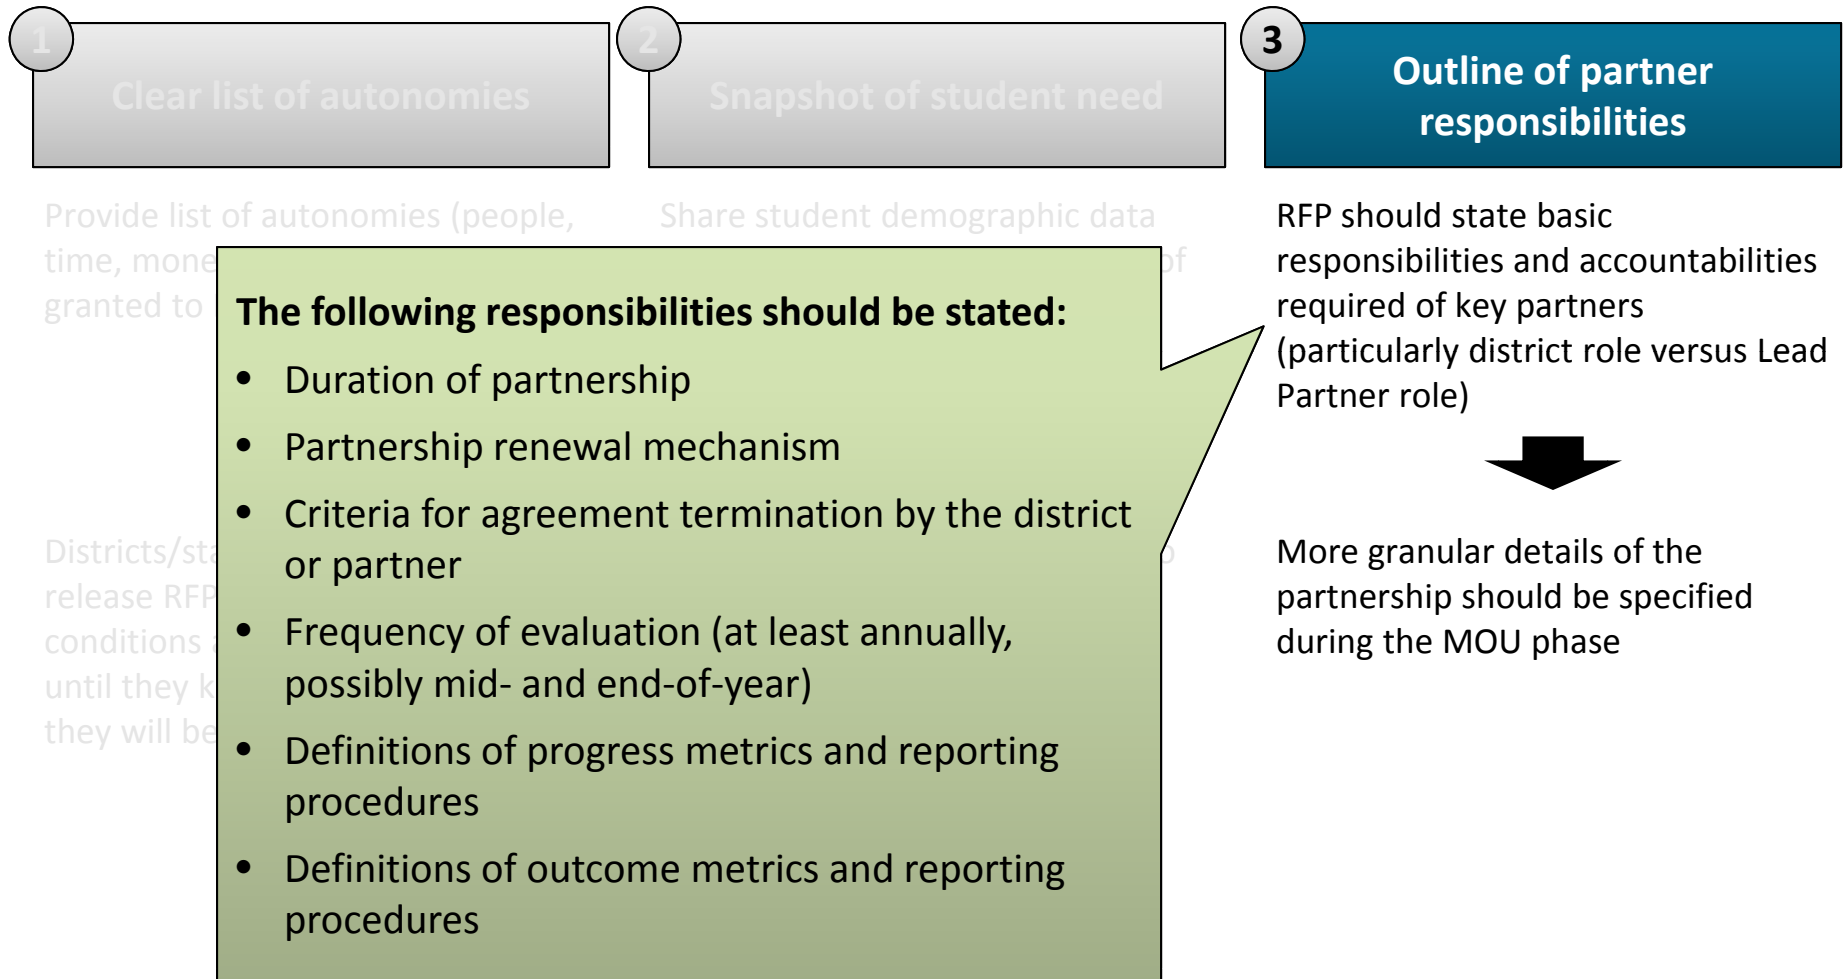 1
Clear list of autonomies
2
Snapshot of student need
3
Outline of partner
responsibilities
Provide list of autonomies (people,
time,
granted to
Share student demographic data
of
RFP should state basic
responsibilities and accountabilities
required of key partners
(particularly district role versus Lead
Partner role)
More granular details of the
partnership should be specified
during the MOU phase
release RFP
conditions
until they
they will be
The following responsibilities should be stated:
• Duration of partnership
• Partnership renewal mechanism
• Criteria for agreement termination by the district
or partner
• Frequency of evaluation (at least annually,
possibly mid- and end-of-year)
• Definitions of progress metrics and reporting
procedures
• Definitions of outcome metrics and reporting
procedures